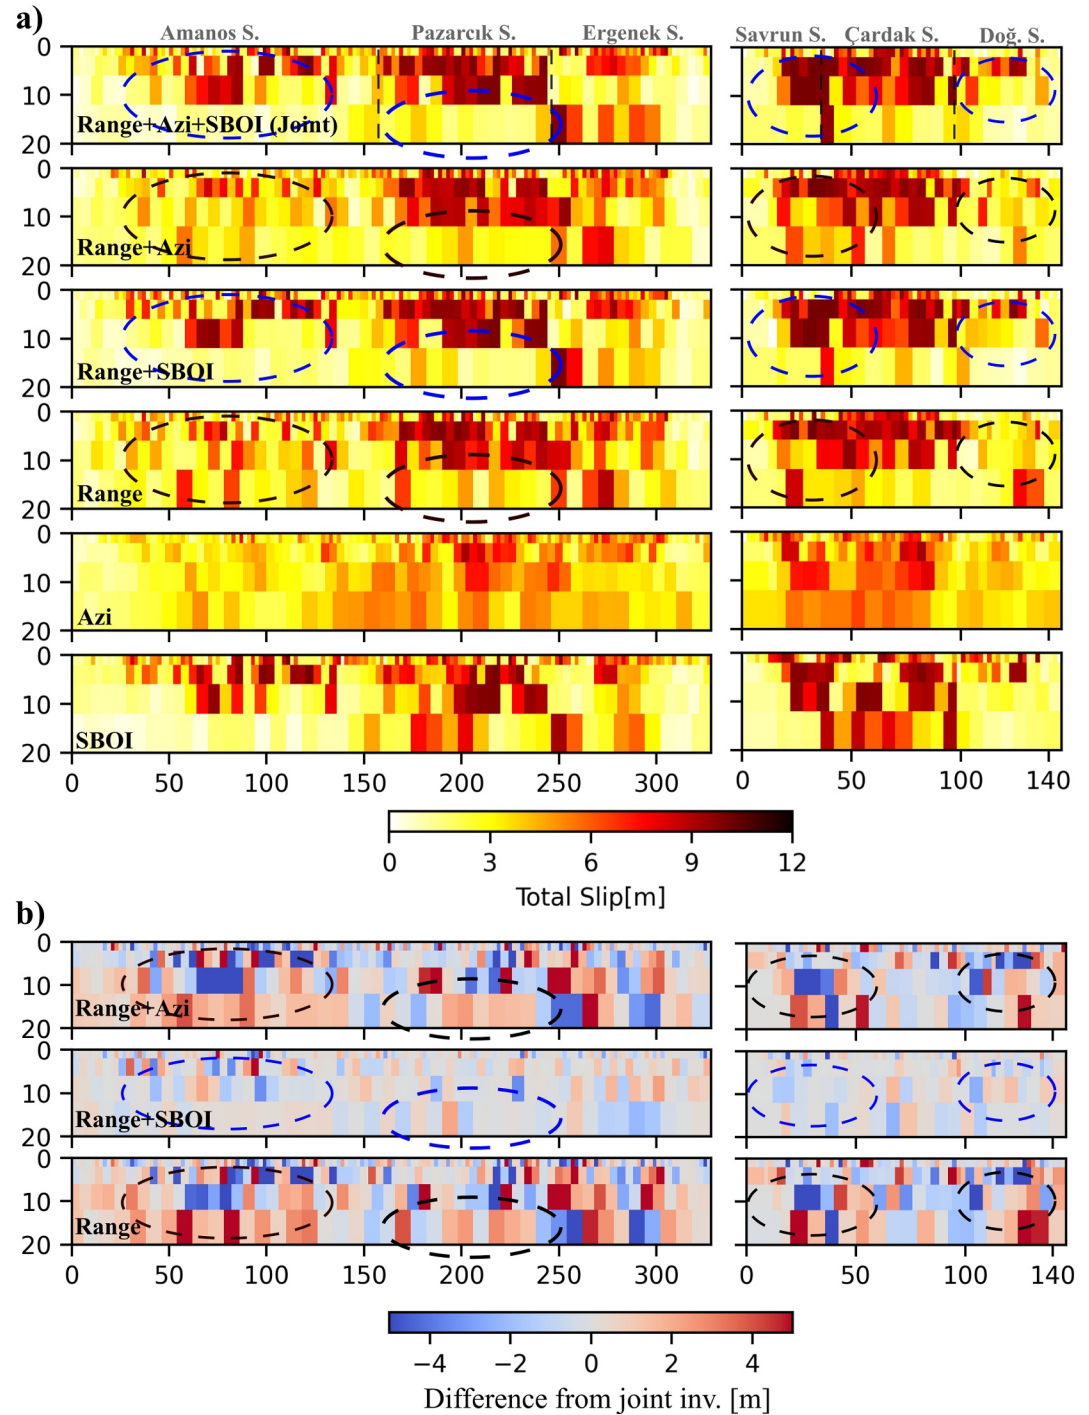 a)
Amanos S. Pazarcık S. Ergenek S. Savrun S. Çardak S. Doğ. S.
0
10
20
Range+Azi+SBOI (Joint)
0
10
20
Range+Azi
0
10
20
Range+SBOI
0
10
20
Range
0
10
20
Azi
0
10
20
SBOI
0 50 100 150 200 250 300 0 50 100 140
0 3 6 9 12
Total Slip[m]
b)
0
10
20
Range+Azi
0
10
20
Range+SBOI
0
10
20
Range
0 50 100 150 200 250 300 0 50 100 140
−4 −2 0 2 4
Difference from joint inv. [m]